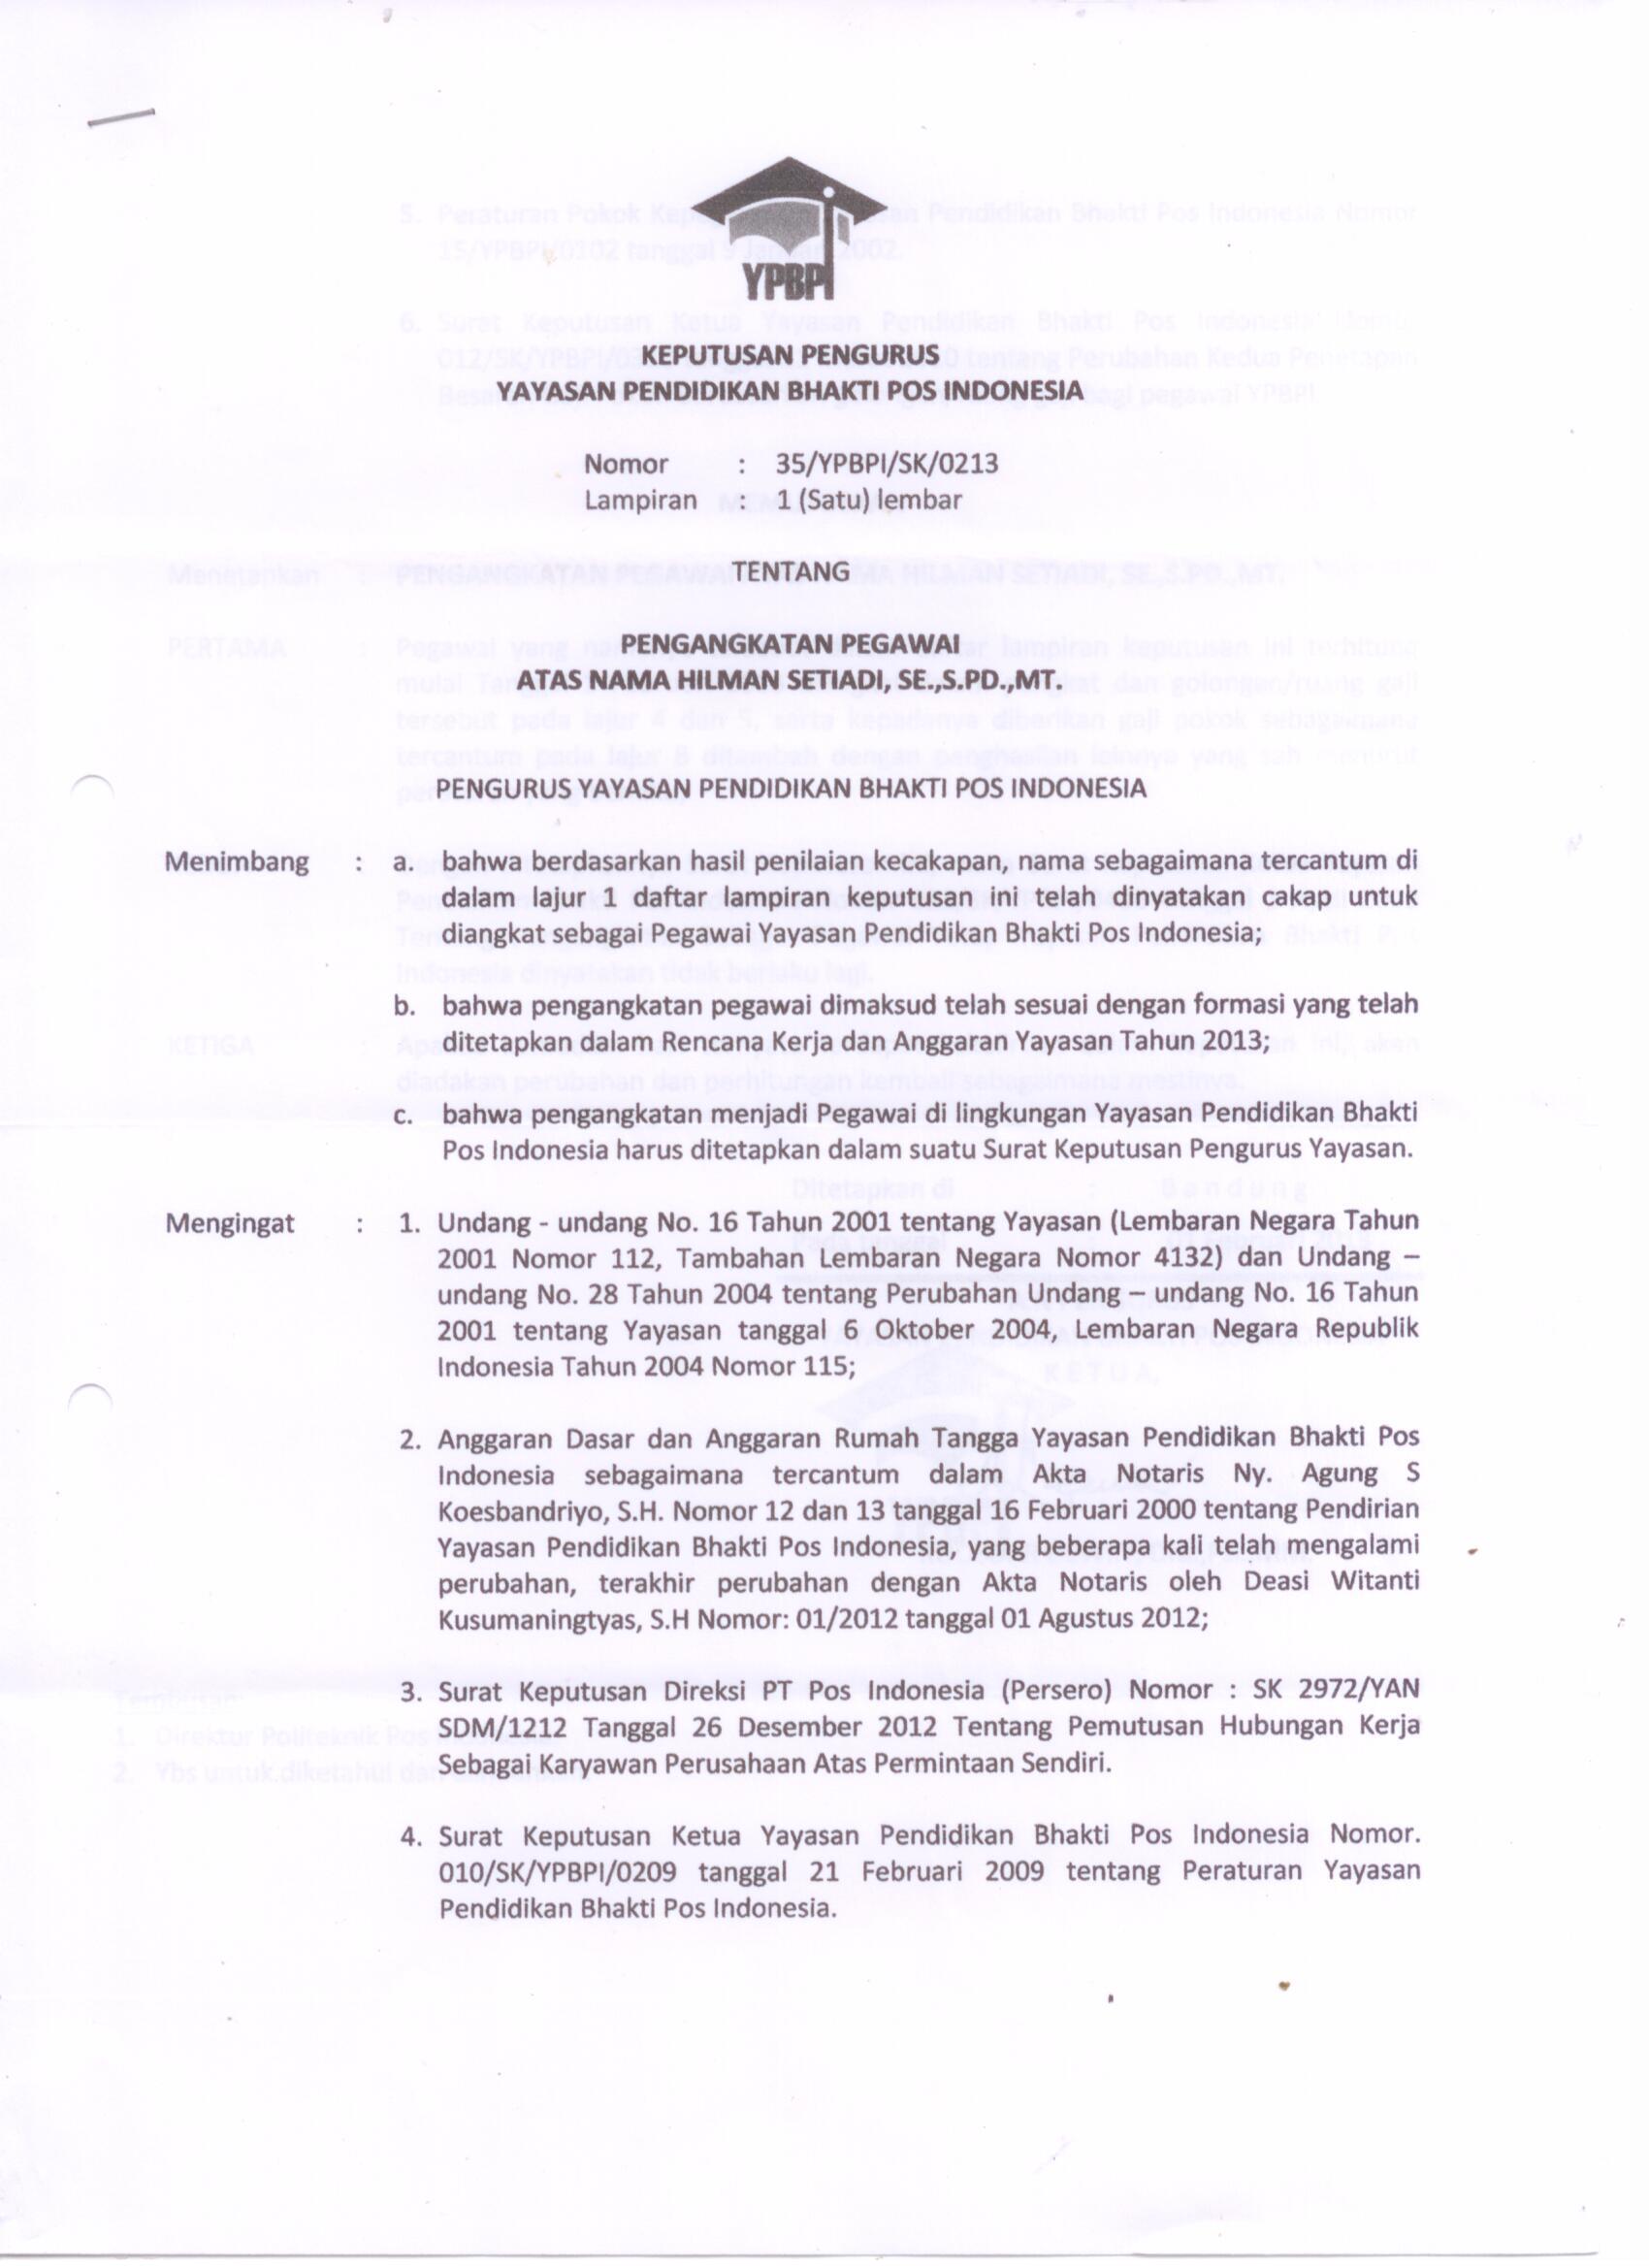 YPBPI
KEPUTUSAN PENGURUS
YAYASAN PENDIDIKAN BHAKTI POS INDONESIA
Nomor : 35/YPBPI/SK/0213
Lampiran : 1 (Satu) lembar
TENTANG
PENGANGKATAN PEGAWAI
ATAS NAMA HILMAN SETIADI, SE.,S.PD.,MT.
PENGURUS YAYASAN PENDIDIKAN BHAKTI POS INDONESIA
Menimbang : a. bahwa berdasarkan hasil penilaian kecakapan, nama sebagaimana tercantum di
dalam lajur 1 daftar lampiran keputusan ini telah dinyatakan cakap untuk
diangkat sebagai Pegawai Yayasan Pendidikan Bhakti Pos Indonesia;
b. bahwa pengangkatan pegawai dimaksud telah sesuai dengan formasi yang telah
ditetapkan dalam Rencana Kerja dan Anggaran Yayasan Tahun 2013;
c. bahwa pengangkatan menjadi Pegawai di lingkungan Yayasan Pendidikan Bhakti
Pos Indonesia harus ditetapkan dalam suatu Surat Keputusan Pengurus Yayasan.
Mengingat : 1. Undang - undang No. 16 Tahun 2001 tentang Yayasan (Lembaran Negara Tahun
2001 Nomor 112, Tambahan Lembaran Negara Nomor 4132) dan Undang –
undang No. 28 Tahun 2004 tentang Perubahan Undang – undang No. 16 Tahun
2001 tentang Yayasan tanggal 6 Oktober 2004, Lembaran Negara Republik
Indonesia Tahun 2004 Nomor 115;
2. Anggaran Dasar dan Anggaran Rumah Tangga Yayasan Pendidikan Bhakti Pos
Indonesia sebagaimana tercantum dalam Akta Notaris Ny. Agung S
Koesbandriyo, S.H. Nomor 12 dan 13 tanggal 16 Februari 2000 tentang Pendirian
Yayasan Pendidikan Bhakti Pos Indonesia, yang beberapa kali telah mengalami
perubahan, terakhir perubahan dengan Akta Notaris oleh Deasi Witanti
Kusumaningtyas, S.H Nomor: 01/2012 tanggal 01 Agustus 2012;
3. Surat Keputusan Direksi PT Pos Indonesia (Persero) Nomor : SK 2972/YAN
SDM/1212 Tanggal 26 Desember 2012 Tentang Pemutusan Hubungan Kerja
Sebagai Karyawan Perusahaan Atas Permintaan Sendiri.
4. Surat Keputusan Ketua Yayasan Pendidikan Bhakti Pos Indonesia Nomor.
010/SK/YPBPI/0209 tanggal 21 Februari 2009 tentang Peraturan Yayasan
Pendidikan Bhakti Pos Indonesia.